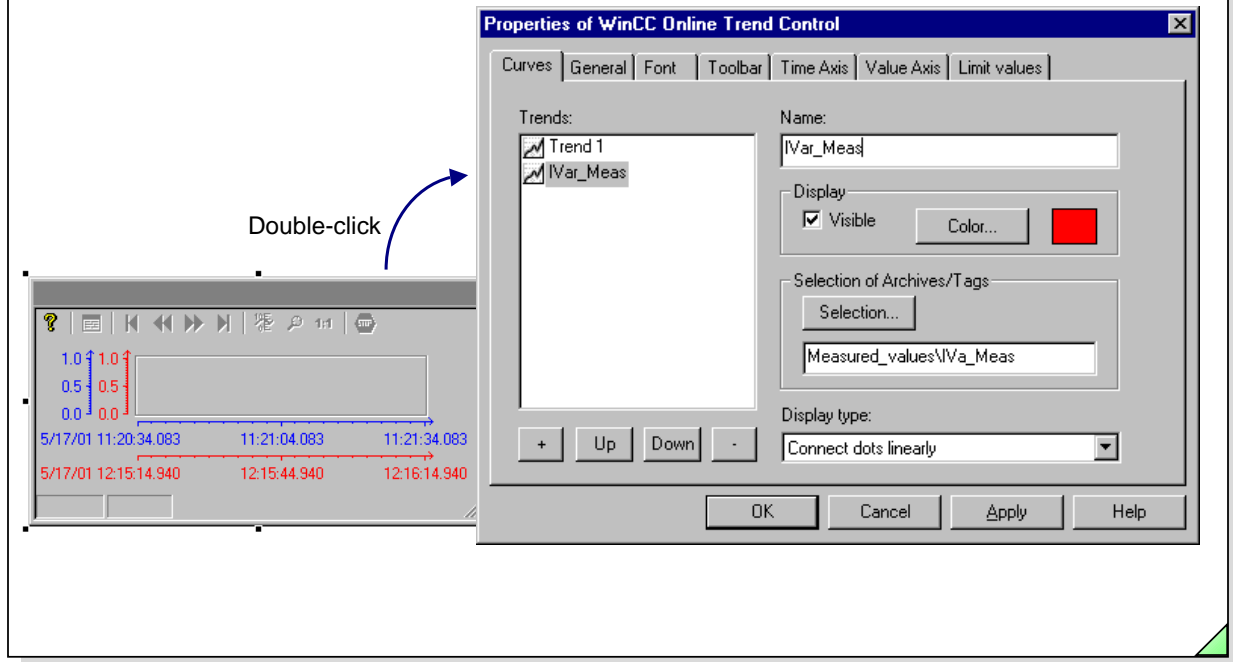 Properties of WinCC Online Trend Control
Curves General Font Toolbar Time Axis Value Axis Limit values
Trends:
Trend 1
IVar_Meas
+ Up Down -
Name:
IVar_Meas
Display
Visible Color...
Selection of Archives/Tags
Selection...
Measured_values\IVa_Meas
Display type:
Connect dots linearly
OK Cancel Apply Help
Double-click
1:1
1.0 1.0
0.5 0.5
0.0 0.0
5/17/01 11:20:34.083 11:21:04.083 11:21:34.083
5/17/01 12:15:14.940 12:15:44.940 12:16:14.940